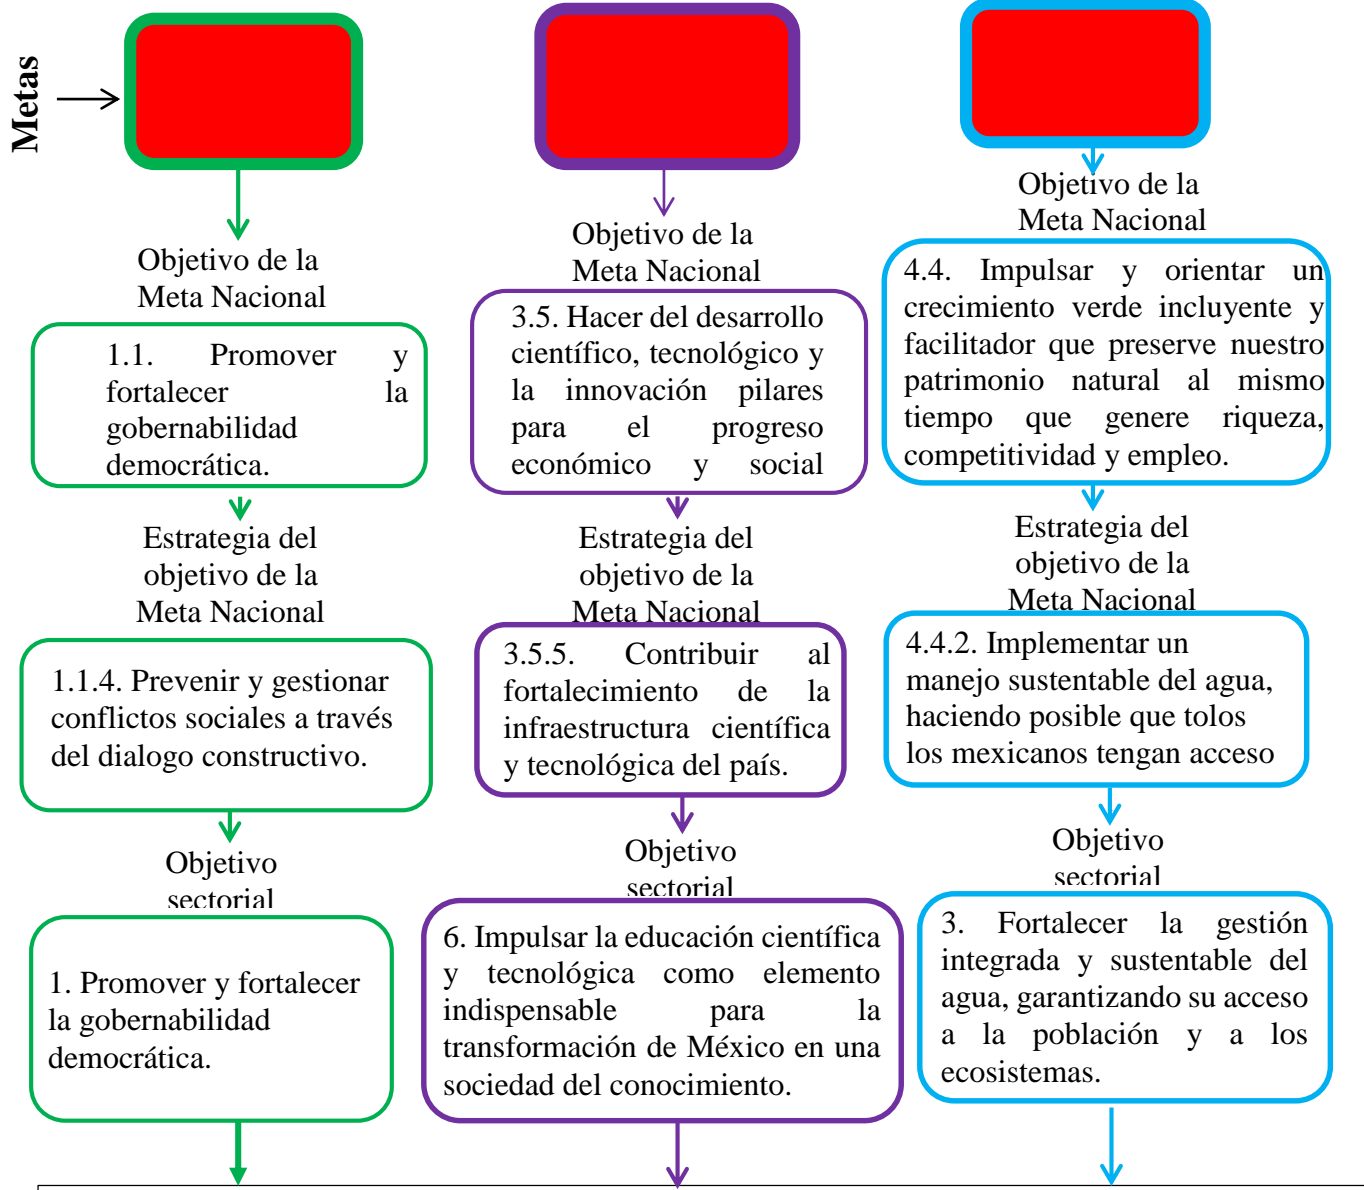 Metas
Objetivo de la
Meta Nacional
1.1. Promover y
fortalecer la
gobernabilidad
democrática.
Estrategia del
objetivo de la
Meta Nacional
1.1.4. Prevenir y gestionar
conflictos sociales a través
del dialogo constructivo.
Objetivo
sectorial
1. Promover y fortalecer
la gobernabilidad
democrática.
Objetivo de la
Meta Nacional
3.5. Hacer del desarrollo
científico, tecnológico y
la innovación pilares
para el progreso
económico y social
Estrategia del
objetivo de la
Meta Nacional
3.5.5. Contribuir al
fortalecimiento de la
infraestructura científica
y tecnológica del país.
Objetivo
sectorial
6. Impulsar la educación científica
y tecnológica como elemento
indispensable para la
transformación de México en una
sociedad del conocimiento.
Objetivo de la
Meta Nacional
4.4. Impulsar y orientar un
crecimiento verde incluyente y
facilitador que preserve nuestro
patrimonio natural al mismo
tiempo que genere riqueza,
competitividad y empleo.
Estrategia del
objetivo de la
Meta Nacional
4.4.2. Implementar un
manejo sustentable del agua,
haciendo posible que tolos
los mexicanos tengan acceso
Objetivo
sectorial
3. Fortalecer la gestión
integrada y sustentable del
agua, garantizando su acceso
a la población y a los
ecosistemas.